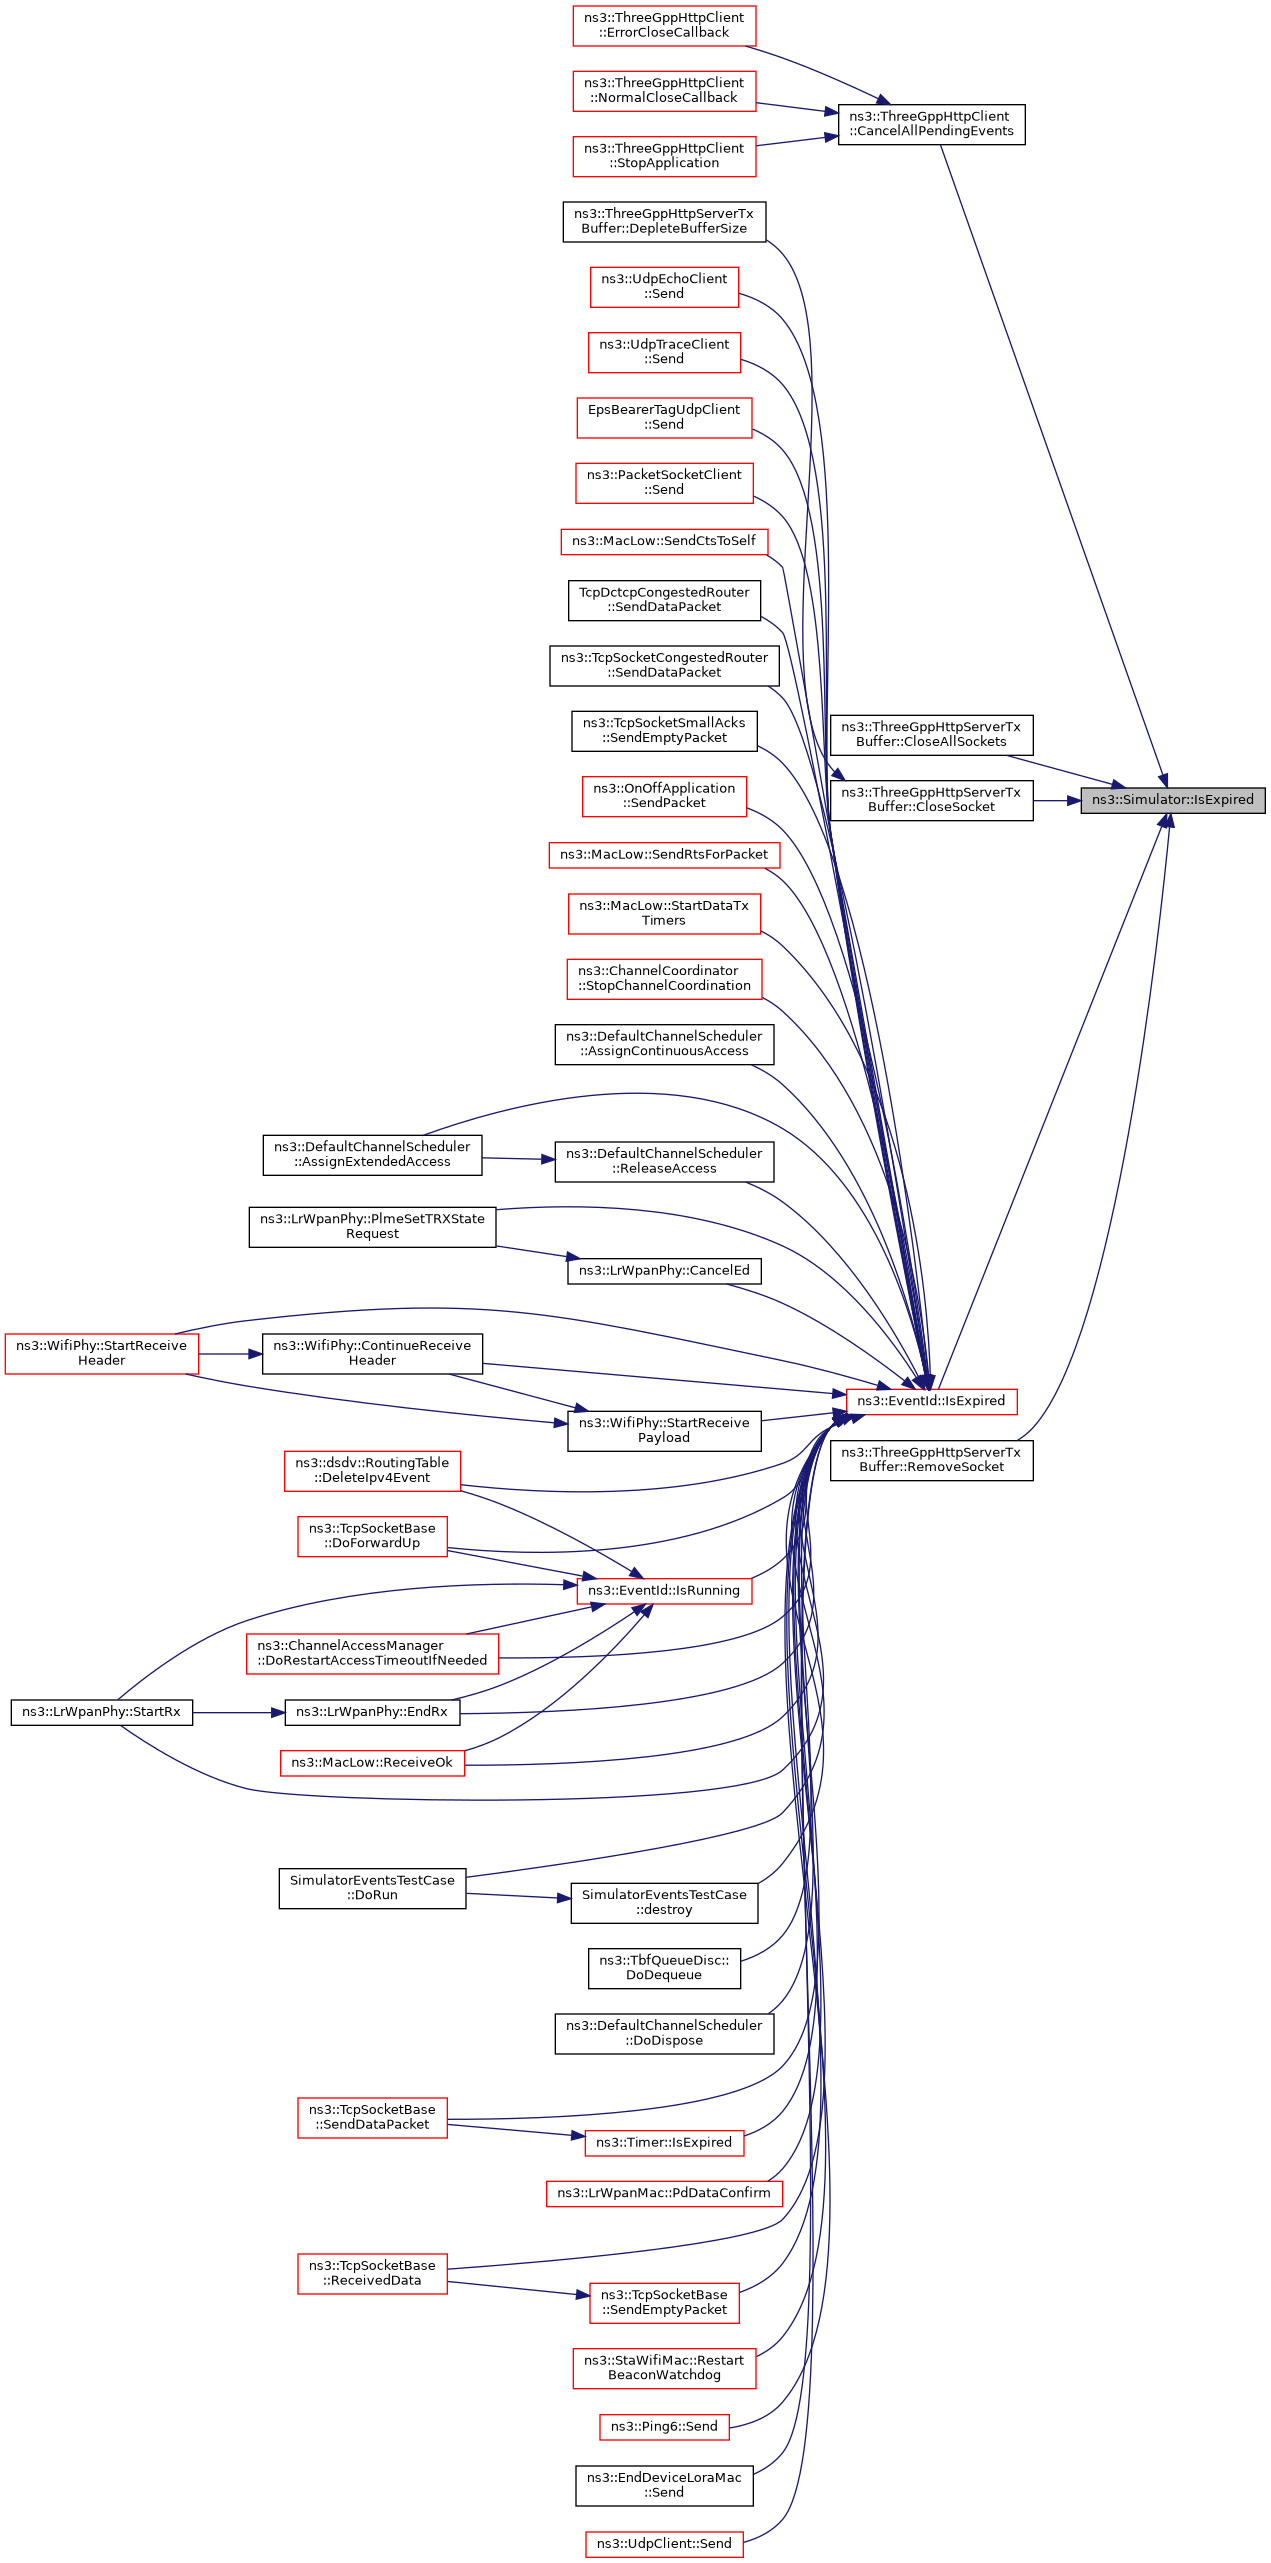 ns3::ThreeGppHttpClient
::ErrorCloseCallback
ns3::ThreeGppHttpClient
::NormalCloseCallback
ns3::ThreeGppHttpClient
::CancelAllPendingEvents
ns3::ThreeGppHttpClient
::StopApplication
ns3::ThreeGppHttpServerTx
Buffer::DepleteBufferSize
ns3::UdpEchoClient
::Send
ns3::UdpTraceClient
::Send
EpsBearerTagUdpClient
::Send
ns3::PacketSocketClient
::Send
ns3::MacLow::SendCtsToSelf
TcpDctcpCongestedRouter
::SendDataPacket
ns3::TcpSocketCongestedRouter
::SendDataPacket
ns3::TcpSocketSmallAcks
::SendEmptyPacket
ns3::ThreeGppHttpServerTx
Buffer::CloseAllSockets
ns3::OnOffApplication
::SendPacket
ns3::ThreeGppHttpServerTx
Buffer::CloseSocket
ns3::Simulator::IsExpired
ns3::MacLow::SendRtsForPacket
ns3::MacLow::StartDataTx
Timers
ns3::ChannelCoordinator
::StopChannelCoordination
ns3::DefaultChannelScheduler
::AssignContinuousAccess
ns3::DefaultChannelScheduler
::AssignExtendedAccess
ns3::DefaultChannelScheduler
::ReleaseAccess
ns3::LrWpanPhy::PlmeSetTRXState
Request
ns3::LrWpanPhy::CancelEd
ns3::WifiPhy::StartReceive
Header
ns3::WifiPhy::ContinueReceive
Header
ns3::EventId::IsExpired
ns3::WifiPhy::StartReceive
Payload
ns3::ThreeGppHttpServerTx
Buffer::RemoveSocket
ns3::dsdv::RoutingTable
::DeleteIpv4Event
ns3::TcpSocketBase
::DoForwardUp
ns3::EventId::IsRunning
ns3::ChannelAccessManager
::DoRestartAccessTimeoutIfNeeded
ns3::LrWpanPhy::StartRx
ns3::LrWpanPhy::EndRx
ns3::MacLow::ReceiveOk
SimulatorEventsTestCase
::DoRun
SimulatorEventsTestCase
::destroy
ns3::TbfQueueDisc::
DoDequeue
ns3::DefaultChannelScheduler
::DoDispose
ns3::TcpSocketBase
::SendDataPacket
ns3::Timer::IsExpired
ns3::LrWpanMac::PdDataConfirm
ns3::TcpSocketBase
::ReceivedData
ns3::TcpSocketBase
::SendEmptyPacket
ns3::StaWifiMac::Restart
BeaconWatchdog
ns3::Ping6::Send
ns3::EndDeviceLoraMac
::Send
ns3::UdpClient::Send